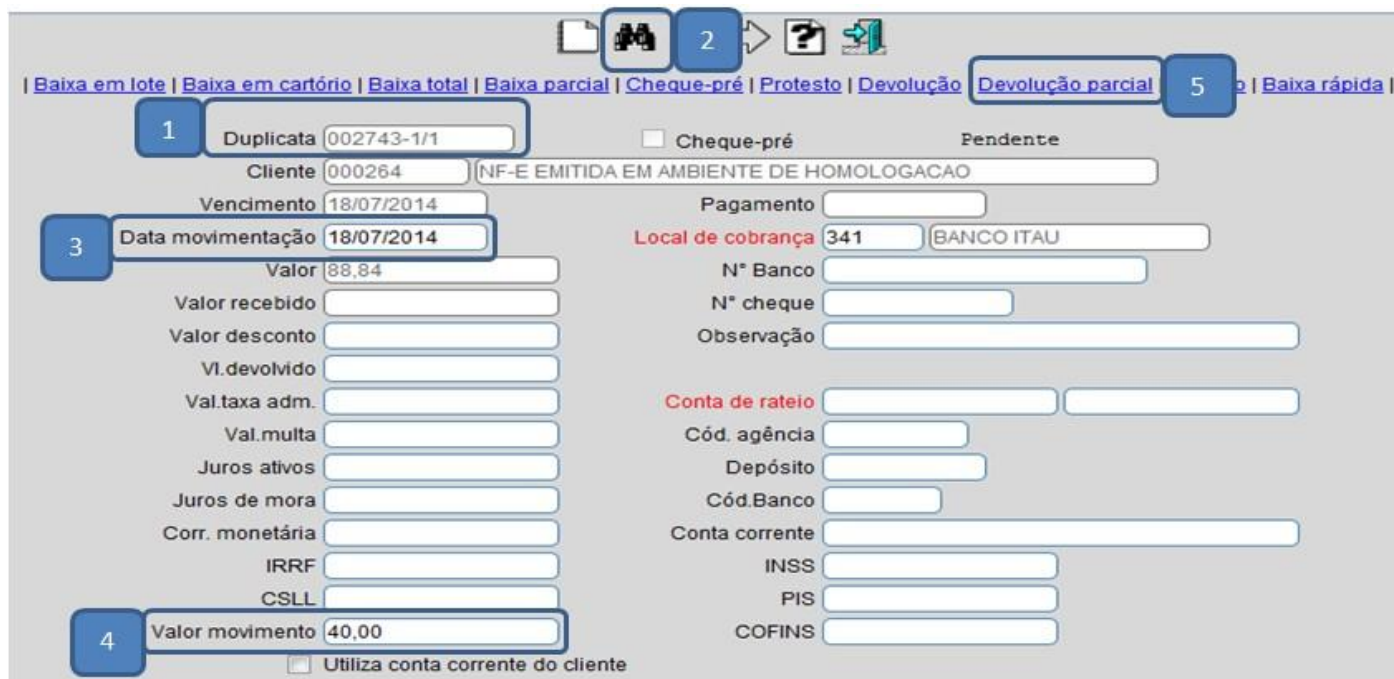 2
| Baixa em lote | Baixa em cartório | Baixa total | Baixa parcial | Cheque-pré | Protesto | Devolução | Devolução parcial 5 | Baixa rápida |
1 Duplicata 002743-1/1 Cheque-pré Pendente
Cliente 000264 NF-E EMITIDA EM AMBIENTE DE HOMOLOGACAO
Vencimento 18/07/2014 Pagamento
3 Data movimentação 18/07/2014 Local de cobrança 341 BANCO ITAU
Valor 88,84 N° Banco
Valor recebido N° cheque
Valor desconto Observação
Vl.devolvido
Val.taxa adm. Conta de rateio
Val.multa Cód. agência
Juros ativos Depósito
Juros de mora Cód.Banco
Corr. monetária Conta corrente
IRRF INSS
CSLL PIS
4 Valor movimento 40,00 COFINS
Utiliza conta corrente do cliente